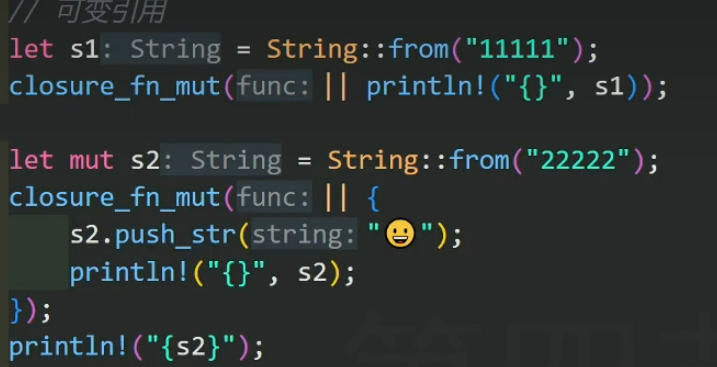 // 可变引用
let s1: String = String::from("11111");
closure_fn_mut(func: || println!("{}", s1));
let mut s2: String = String::from("22222");
closure_fn_mut(func: || {
s2.push_str(string: "😀");
println!("{}", s2);
});
println!("{s2}");